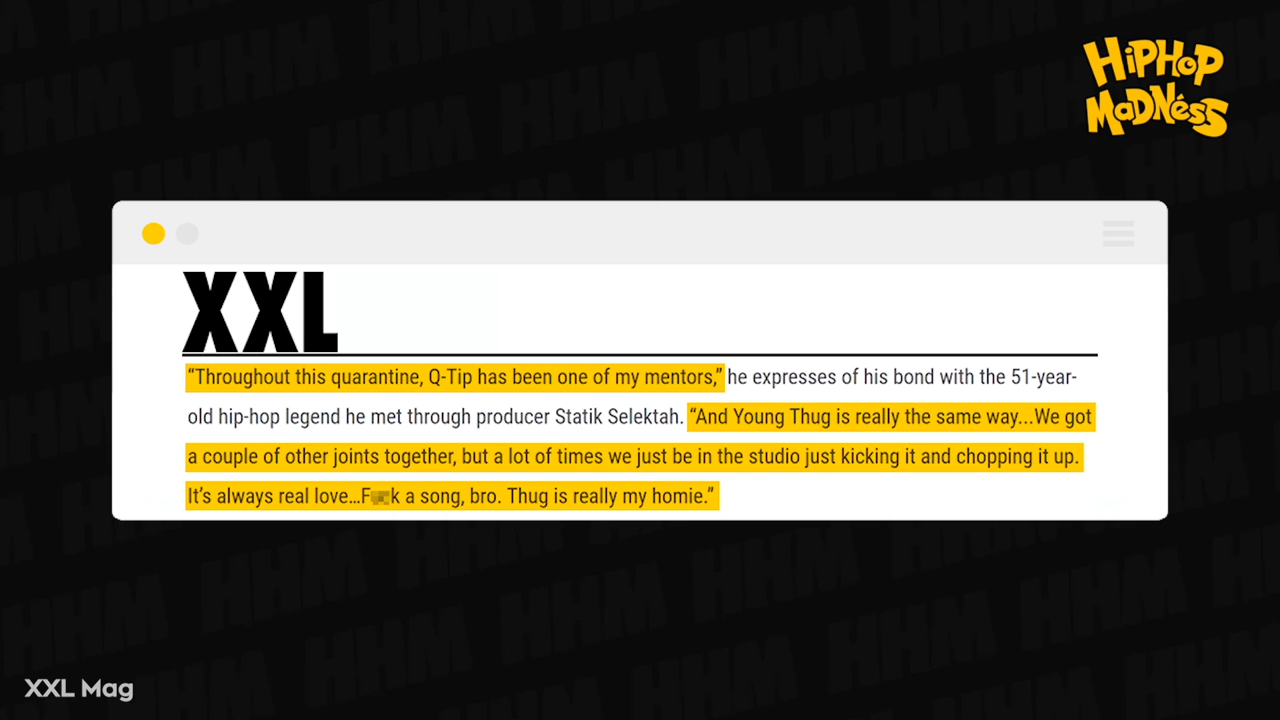 HiPHOP
MaDNéss
XXL
“Throughout this quarantine, Q-Tip has been one of my mentors,” he expresses of his bond with the 51-year-
old hip-hop legend he met through producer Statik Selektah. “And Young Thug is really the same way...We got
a couple of other joints together, but a lot of times we just be in the studio just kicking it and chopping it up.
It’s always real love…F k a song, bro. Thug is really my homie.”
XXL Mag